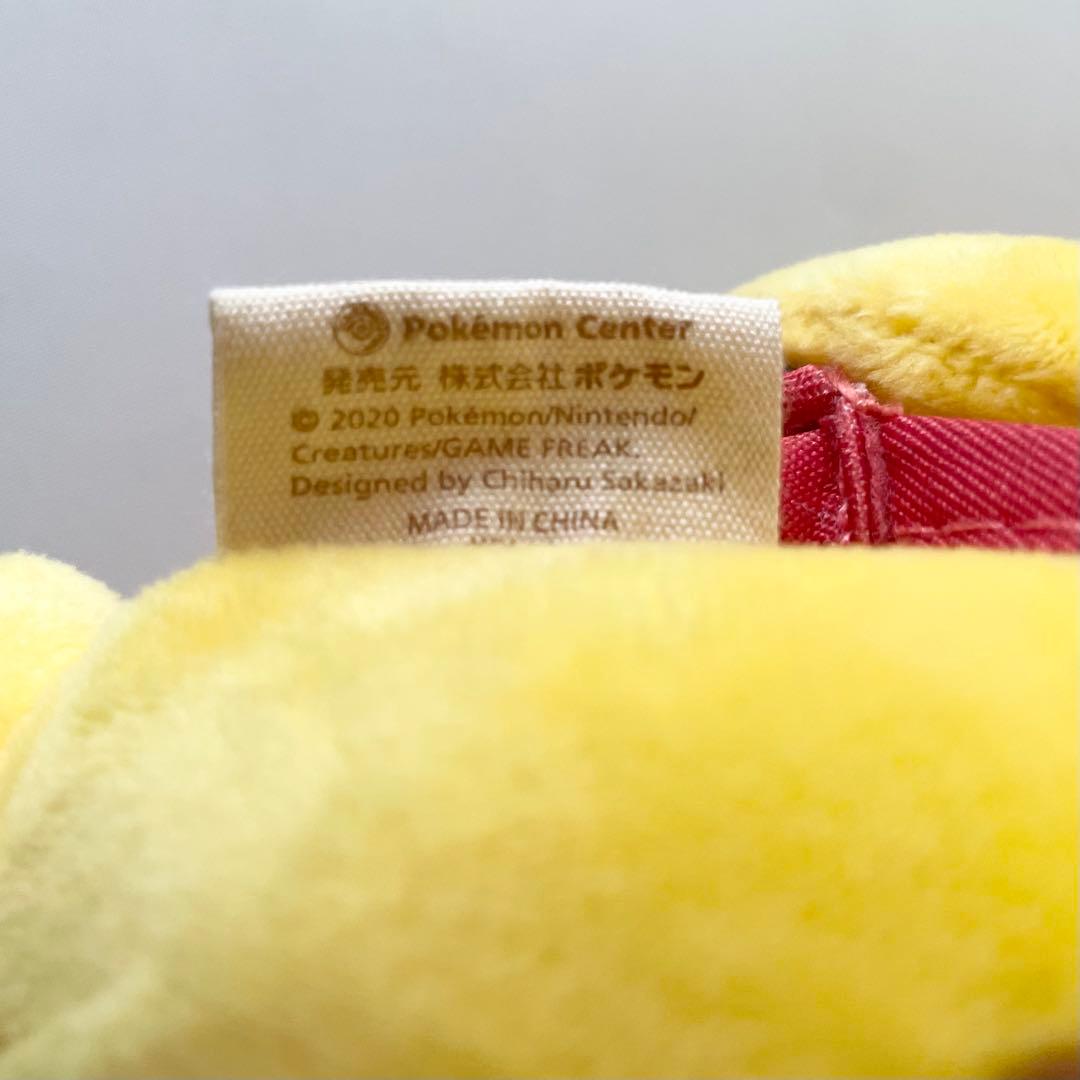 Pokémon Center
発売元 株式会社ポケモン
© 2020 Pokémon/Nintendo/
Creatures/GAME FREAK.
Designed by Chiharu Sakazaki
MADE IN CHINA